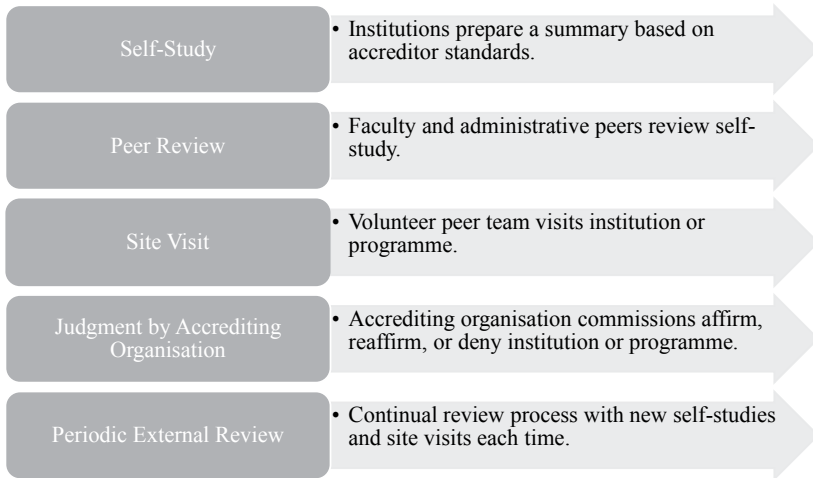 Self-Study
• Institutions prepare a summary based on
accreditor standards.
Peer Review
• Faculty and administrative peers review self-
study.
Site Visit
• Volunteer peer team visits institution or
programme.
Judgment by Accrediting
Organisation
• Accrediting organisation commissions affirm,
reaffirm, or deny institution or programme.
Periodic External Review
• Continual review process with new self-studies
and site visits each time.